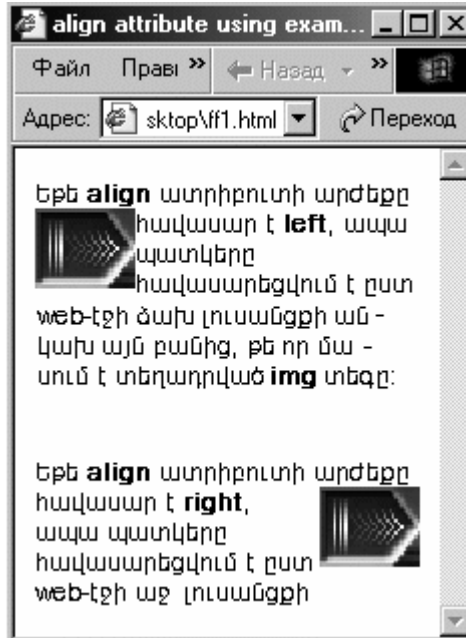 align attribute using exam...
Файл Праві »  Назад »
Адрес: sktop\ff1.html Переход
Եթե align ատրիբուտի արժեքը
հավասար է left, ապա
պատկերը
հավասարեցվում է ըստ
web-էջի ձախ լուսանցքի ան -
կախ այն բանից, թե որ մա -
սում է տեղադրված img տեգը:
Եթե align ատրիբուտի արժեքը
հավասար է right,
ապա պատկերը
հավասարեցվում է ըստ
web-էջի աջ լուսանցքի